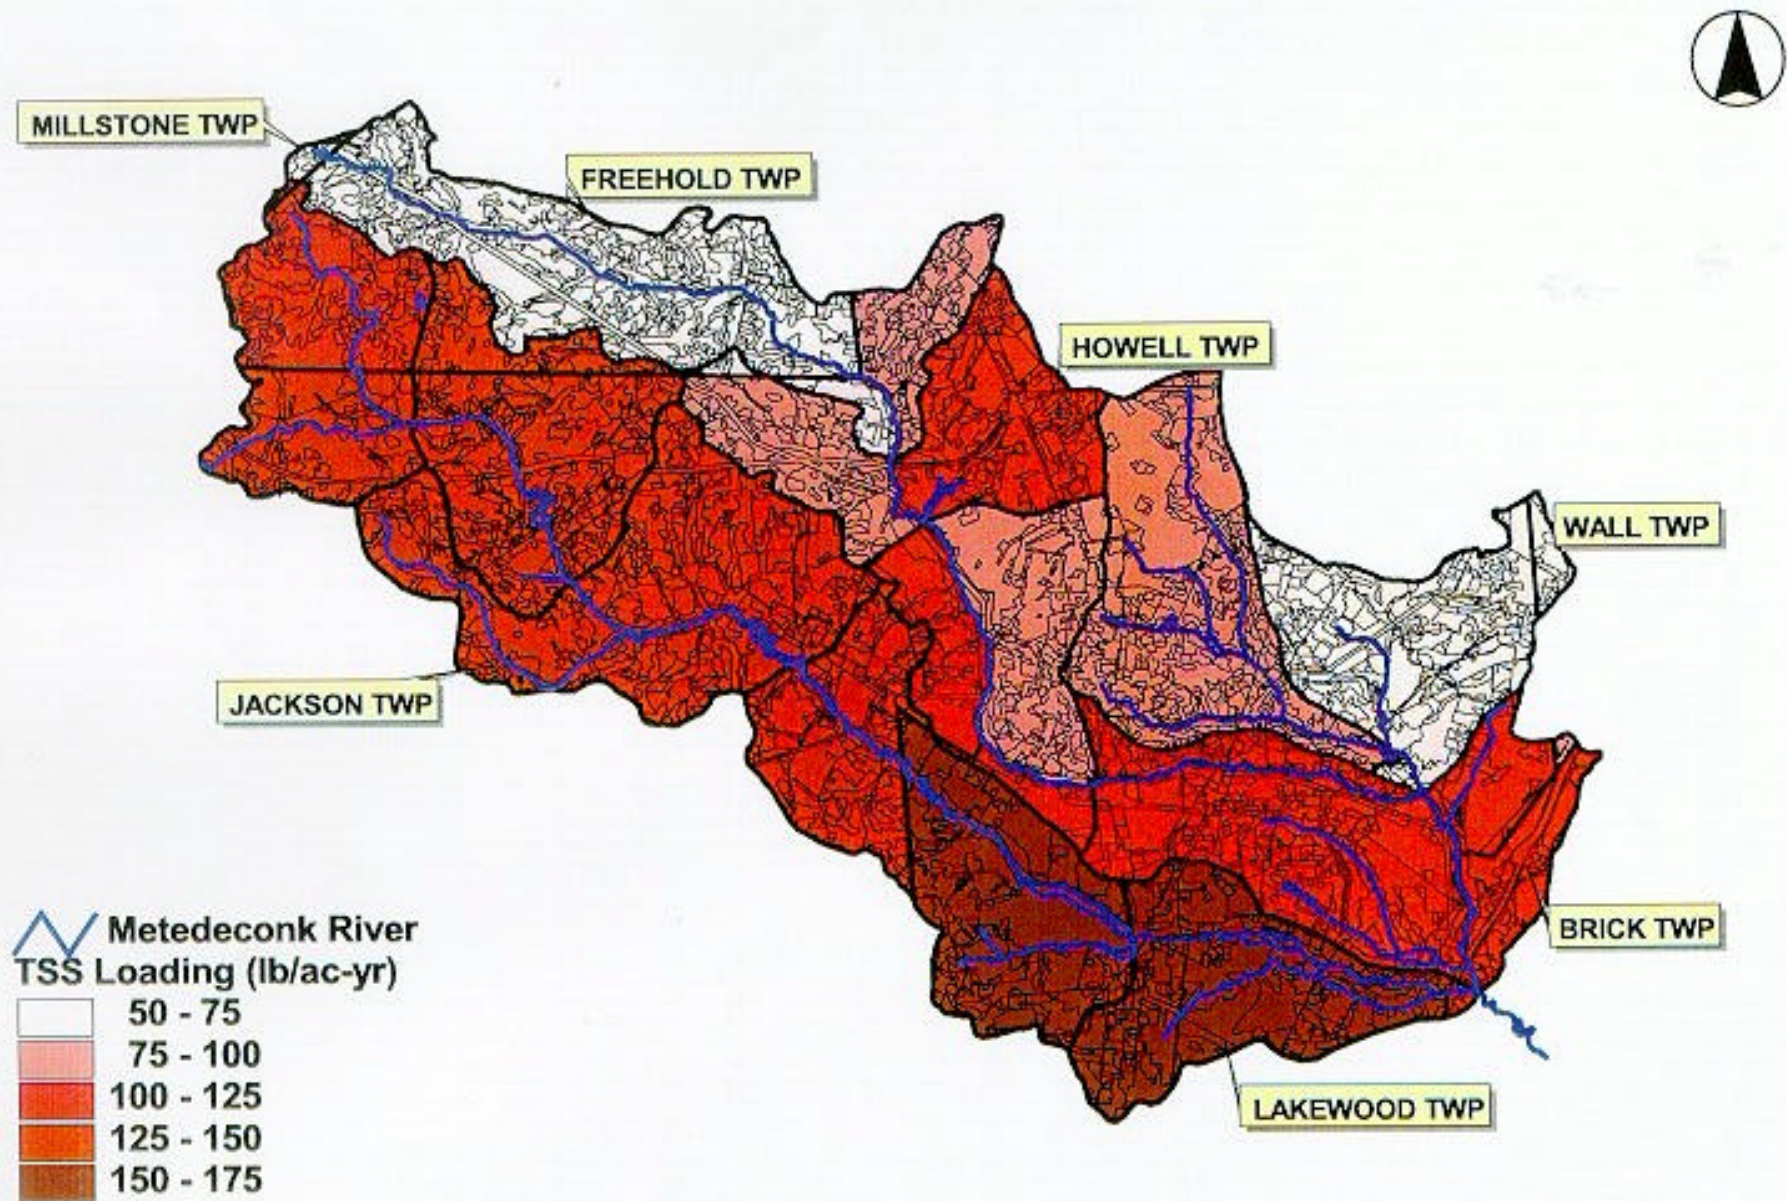 MILLSTONE TWP
FREEHOLD TWP
HOWELL TWP
WALL TWP
JACKSON TWP
BRICK TWP
LAKEWOOD TWP
Metedeconk River
TSS Loading (lb/ac-yr)
50 - 75
75 - 100
100 - 125
125 - 150
150 - 175